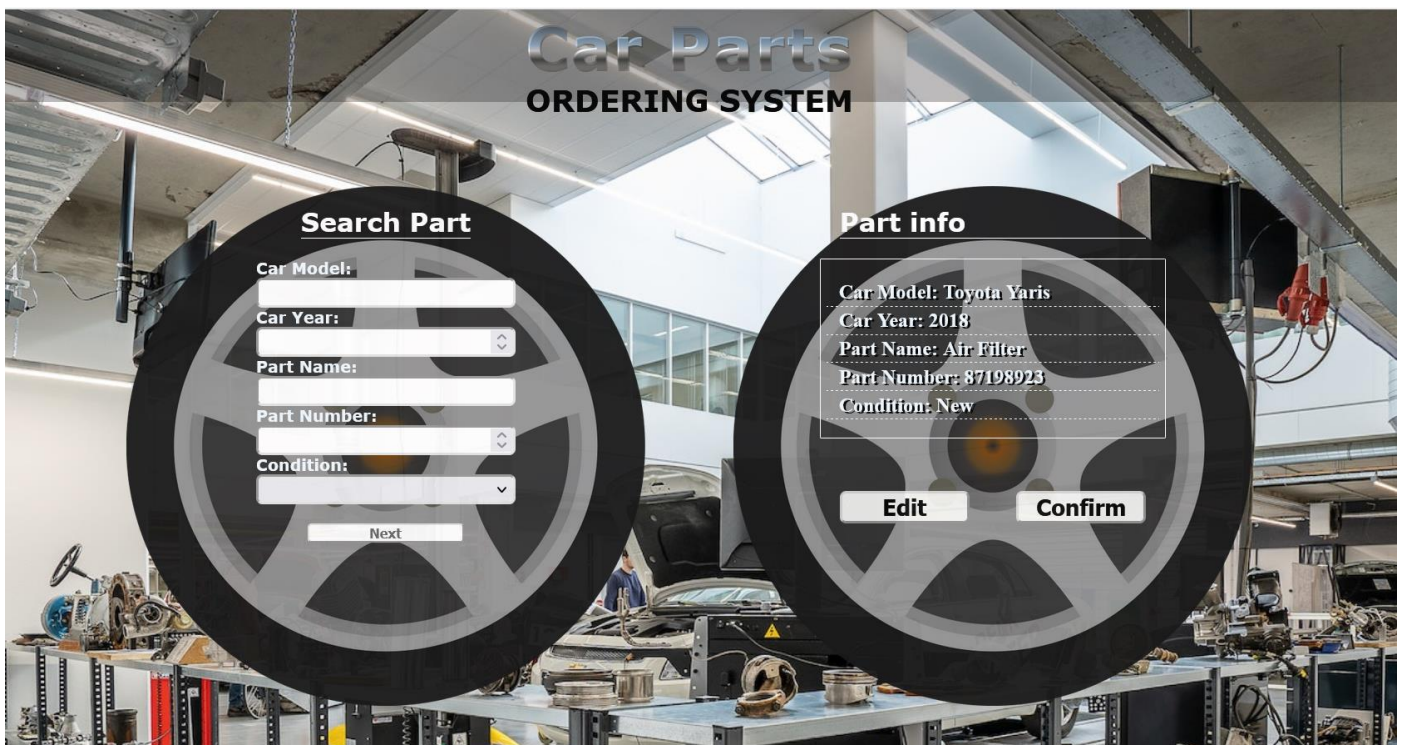 Car Parts
ORDERING SYSTEM
Search Part
Car Model:
Car Year:
Part Name:
Part Number:
Condition:
Next
Part info
Car Model: Toyota Yaris
Car Year: 2018
Part Name: Air Filter
Part Number: 87198923
Condition: New
Edit
Confirm